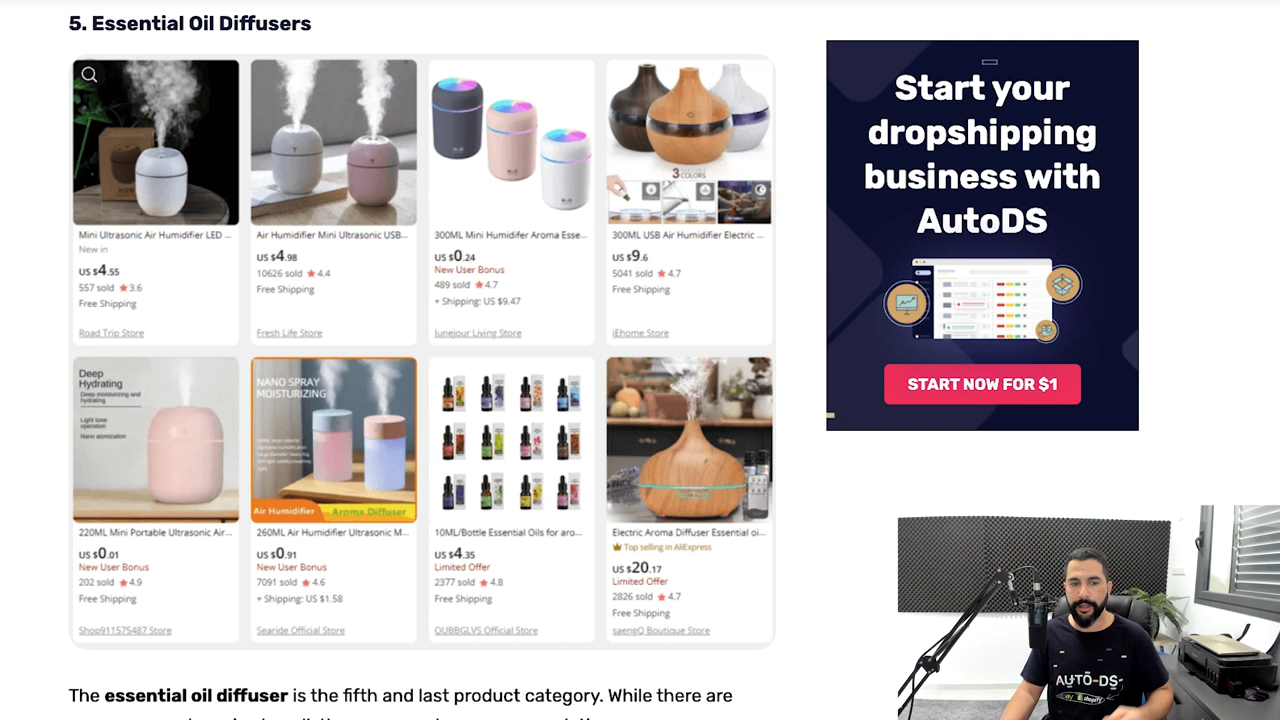 5. Essential Oil Diffusers
Mini Ultrasonic Air Humidifier LED ...
New in
US $4.55
557 sold 3.6
Free Shipping
Road Trip Store
Air Humidifier Mini Ultrasonic USB...
US $4.98
10626 sold 4.4
Free Shipping
Fresh Life Store
300ML Mini Humidifer Aroma Esse...
US $0.24
New User Bonus
489 sold 4.7
+ Shipping: US $9.47
lunejour Living Store
3
COLORS
300ML USB Air Humidifier Electric ...
US $9.6
5041 sold 4.7
Free Shipping
iEhome Store
Deep
Hydrating
Deep moisturizing and
hydrating
Light tone
operation
Nano atomization
220ML Mini Portable Ultrasonic Air...
US $0.01
New User Bonus
202 sold 4.9
Free Shipping
Shop911575487 Store
NANO SPRAY
MOISTURIZING
Air Humidifier
Aroma Diffuser
260ML Air Humidifier Ultrasonic M...
US $0.91
New User Bonus
7091 sold 4.6
+ Shipping: US $1.58
Searide Official Store
10ML/Bottle Essential Oils for aro...
US $4.35
Limited Offer
2377 sold 4.8
Free Shipping
OUBBGLVS Official Store
Electric Aroma Diffuser Essential oi...
Top selling in AliExpress
US $20.17
Limited Offer
2826 sold 4.7
Free Shipping
saengQ Boutique Store
The essential oil diffuser is the fifth and last product category. While there are
Start your
dropshipping
business with
AutoDS
START NOW FOR $1
AUTO-DS
shopify